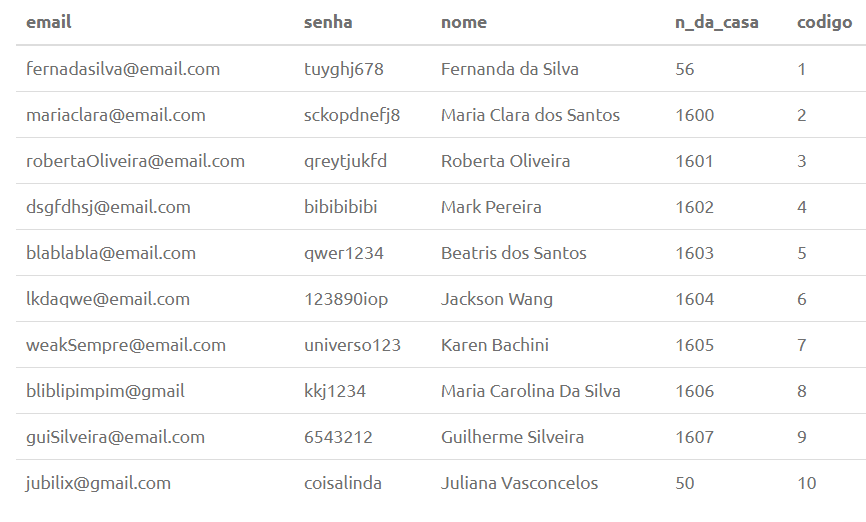 email senha nome n_da_casa codigo
fernadasilva@email.com tuyghj678 Fernanda da Silva 56 1
mariaclara@email.com sckopdnefj8 Maria Clara dos Santos 1600 2
robertaOliveira@email.com qreytjukfd Roberta Oliveira 1601 3
dsgfdhsj@email.com bibibibibi Mark Pereira 1602 4
blablabla@email.com qwer1234 Beatris dos Santos 1603 5
lkdaqwe@email.com 123890iop Jackson Wang 1604 6
weakSempre@email.com universo123 Karen Bachini 1605 7
bliblipimpim@gmail kkj1234 Maria Carolina Da Silva 1606 8
guiSilveira@email.com 6543212 Guilherme Silveira 1607 9
jubilix@gmail.com coisalinda Juliana Vasconcelos 50 10